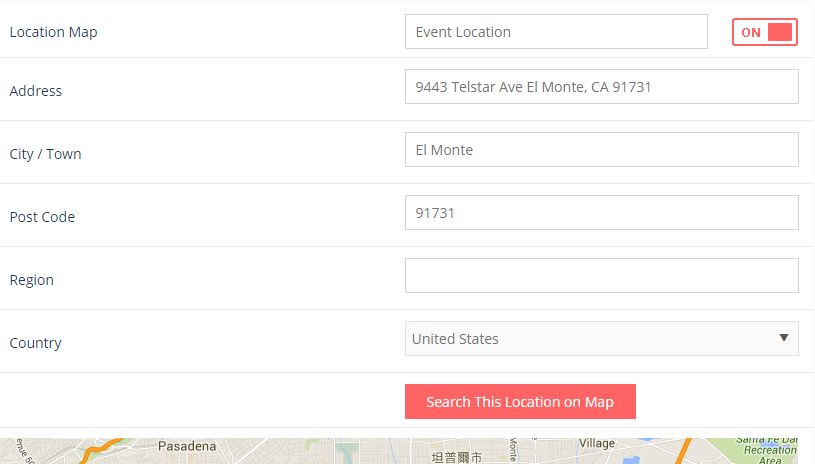 Location Map
Event Location
ON
Address
9443 Telstar Ave El Monte, CA 91731
City / Town
El Monte
Post Code
91731
Region
Country
United States
Search This Location on Map
Pasadena
坦普爾市
Monte
Village
Santa Fe Dam
Recreation
Area